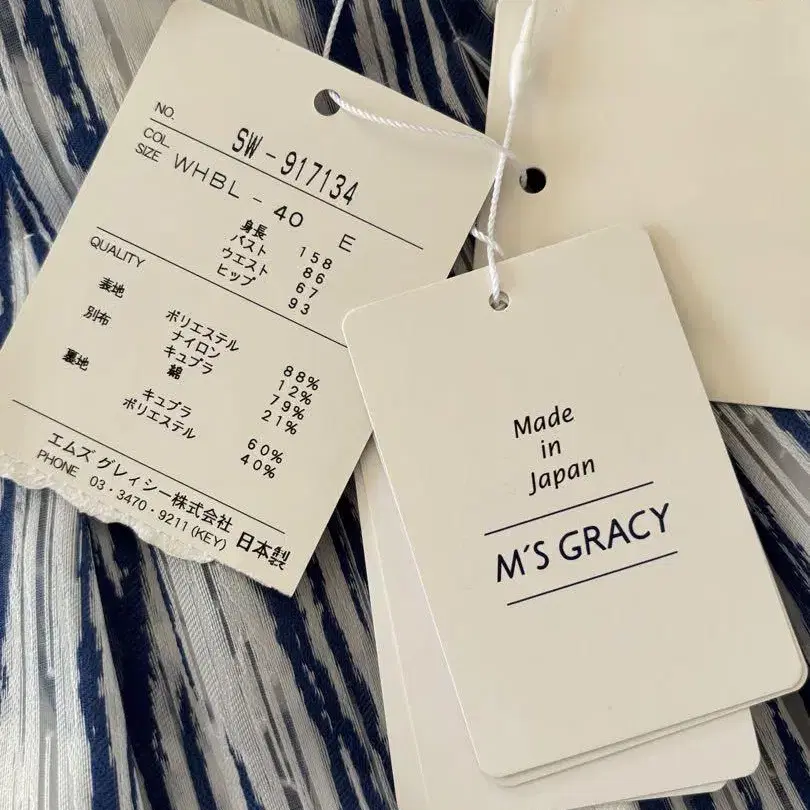 NO. SW-917134
COL. WHBL-40 E
SIZE
身長 158
バスト 86
ウエスト 67
ヒップ 93
QUALITY
表地 ポリエステル 88%
ナイロン 12%
別布 キュプラ 79%
綿 21%
裏地 キュプラ 60%
ポリエステル 40%
エムズ グレィシー株式会社
PHONE 03・3470・9211 (KEY) 日本製
Made
in
Japan
M'S GRACY